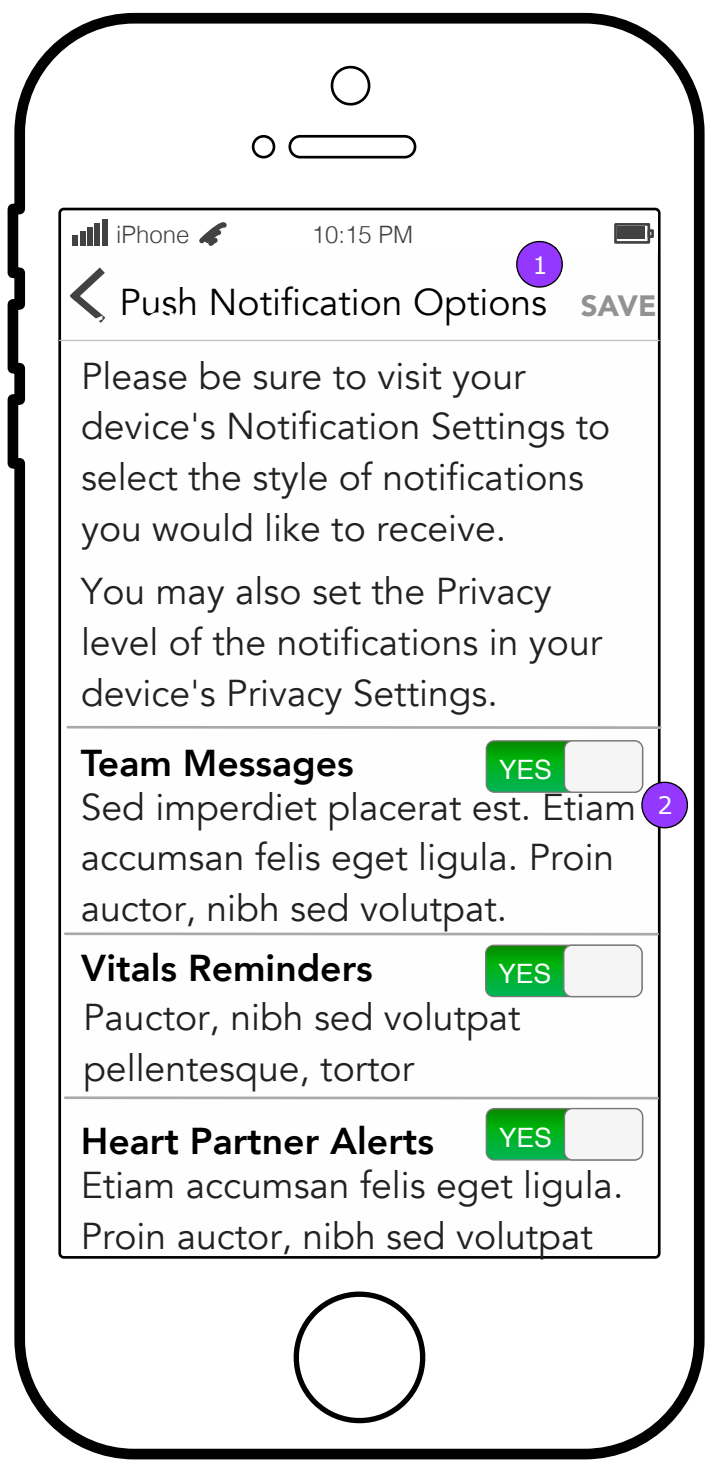 iPhone 10:15 PM
1
Push Notification Options SAVE
Please be sure to visit your
device's Notification Settings to
select the style of notifications
you would like to receive.
You may also set the Privacy
level of the notifications in your
device's Privacy Settings.
Team Messages YES
Sed imperdiet placerat est. Etiam 2
accumsan felis eget ligula. Proin
auctor, nibh sed volutpat.
Vitals Reminders YES
Pauctor, nibh sed volutpat
pellentesque, tortor
Heart Partner Alerts YES
Etiam accumsan felis eget ligula.
Proin auctor, nibh sed volutpat